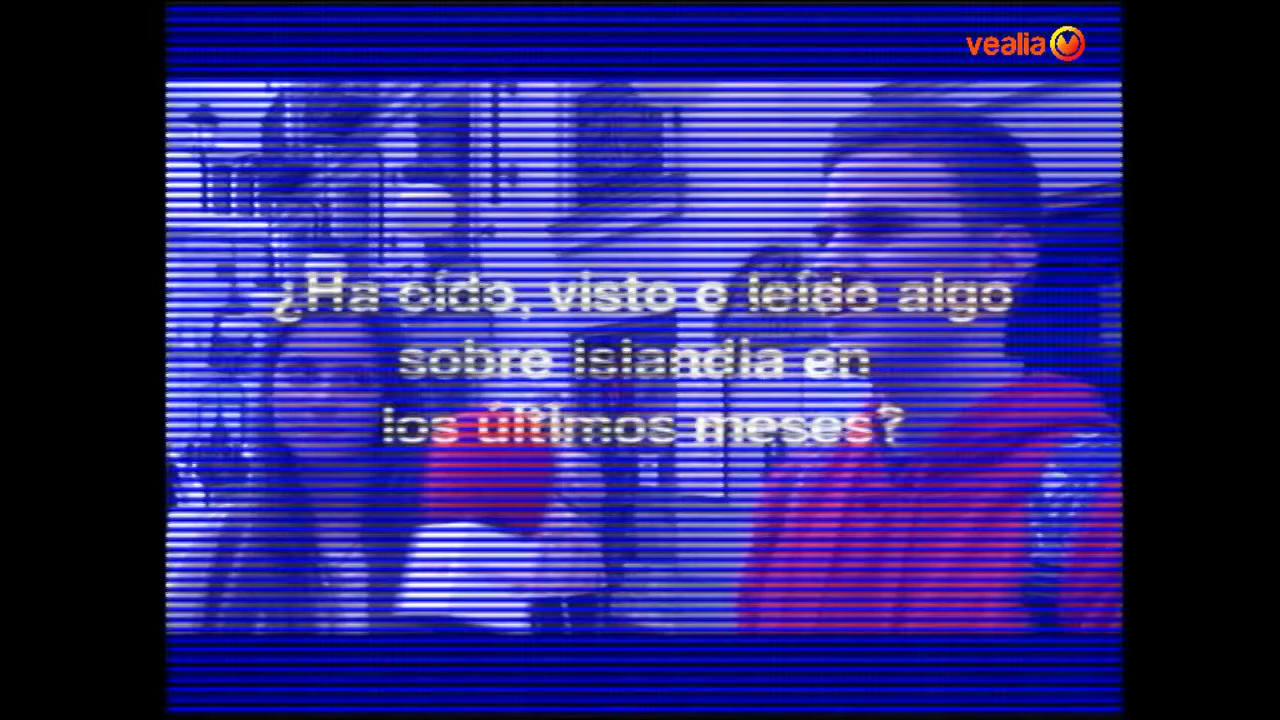 vealia
¿Ha oído, visto o leído algo
sobre Islandia en
los últimos meses?